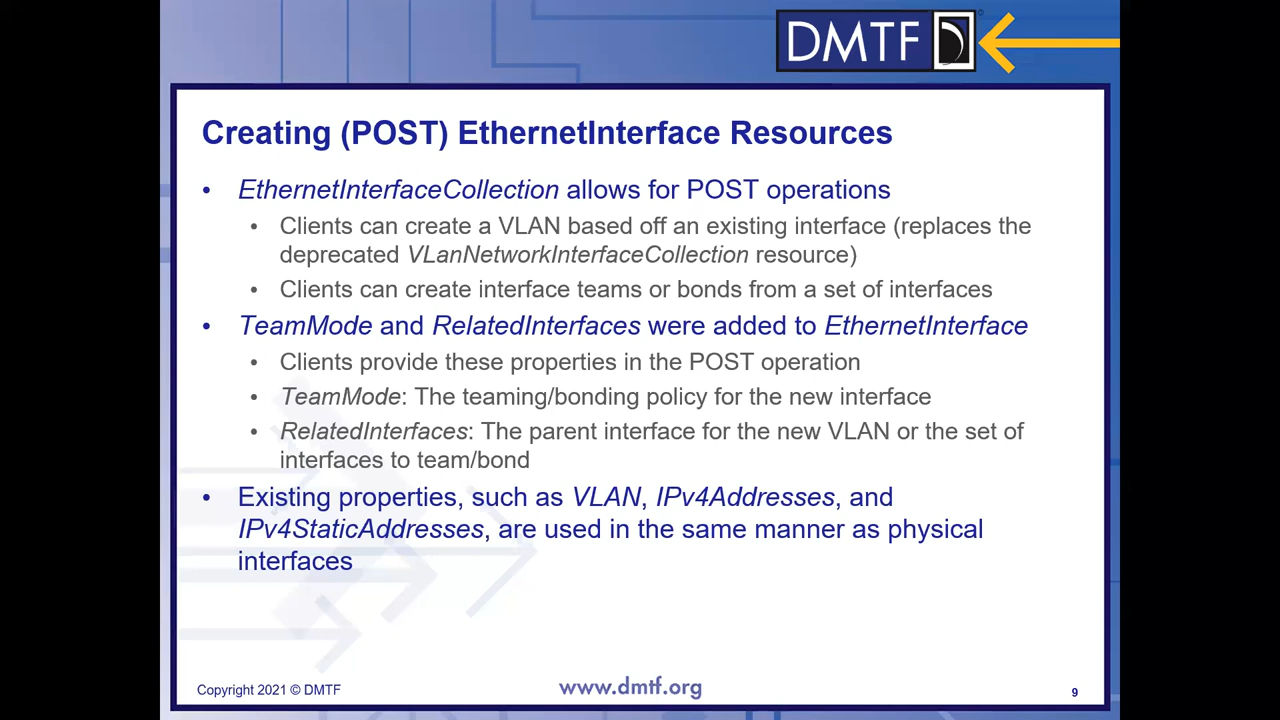 DMTF
©
Creating (POST) EthernetInterface Resources
• EthernetInterfaceCollection allows for POST operations
• Clients can create a VLAN based off an existing interface (replaces the
deprecated VLanNetworkInterfaceCollection resource)
• Clients can create interface teams or bonds from a set of interfaces
• TeamMode and RelatedInterfaces were added to EthernetInterface
• Clients provide these properties in the POST operation
• TeamMode: The teaming/bonding policy for the new interface
• RelatedInterfaces: The parent interface for the new VLAN or the set of
interfaces to team/bond
• Existing properties, such as VLAN, IPv4Addresses, and
IPv4StaticAddresses, are used in the same manner as physical
interfaces
Copyright 2021 © DMTF
www.dmtf.org
9